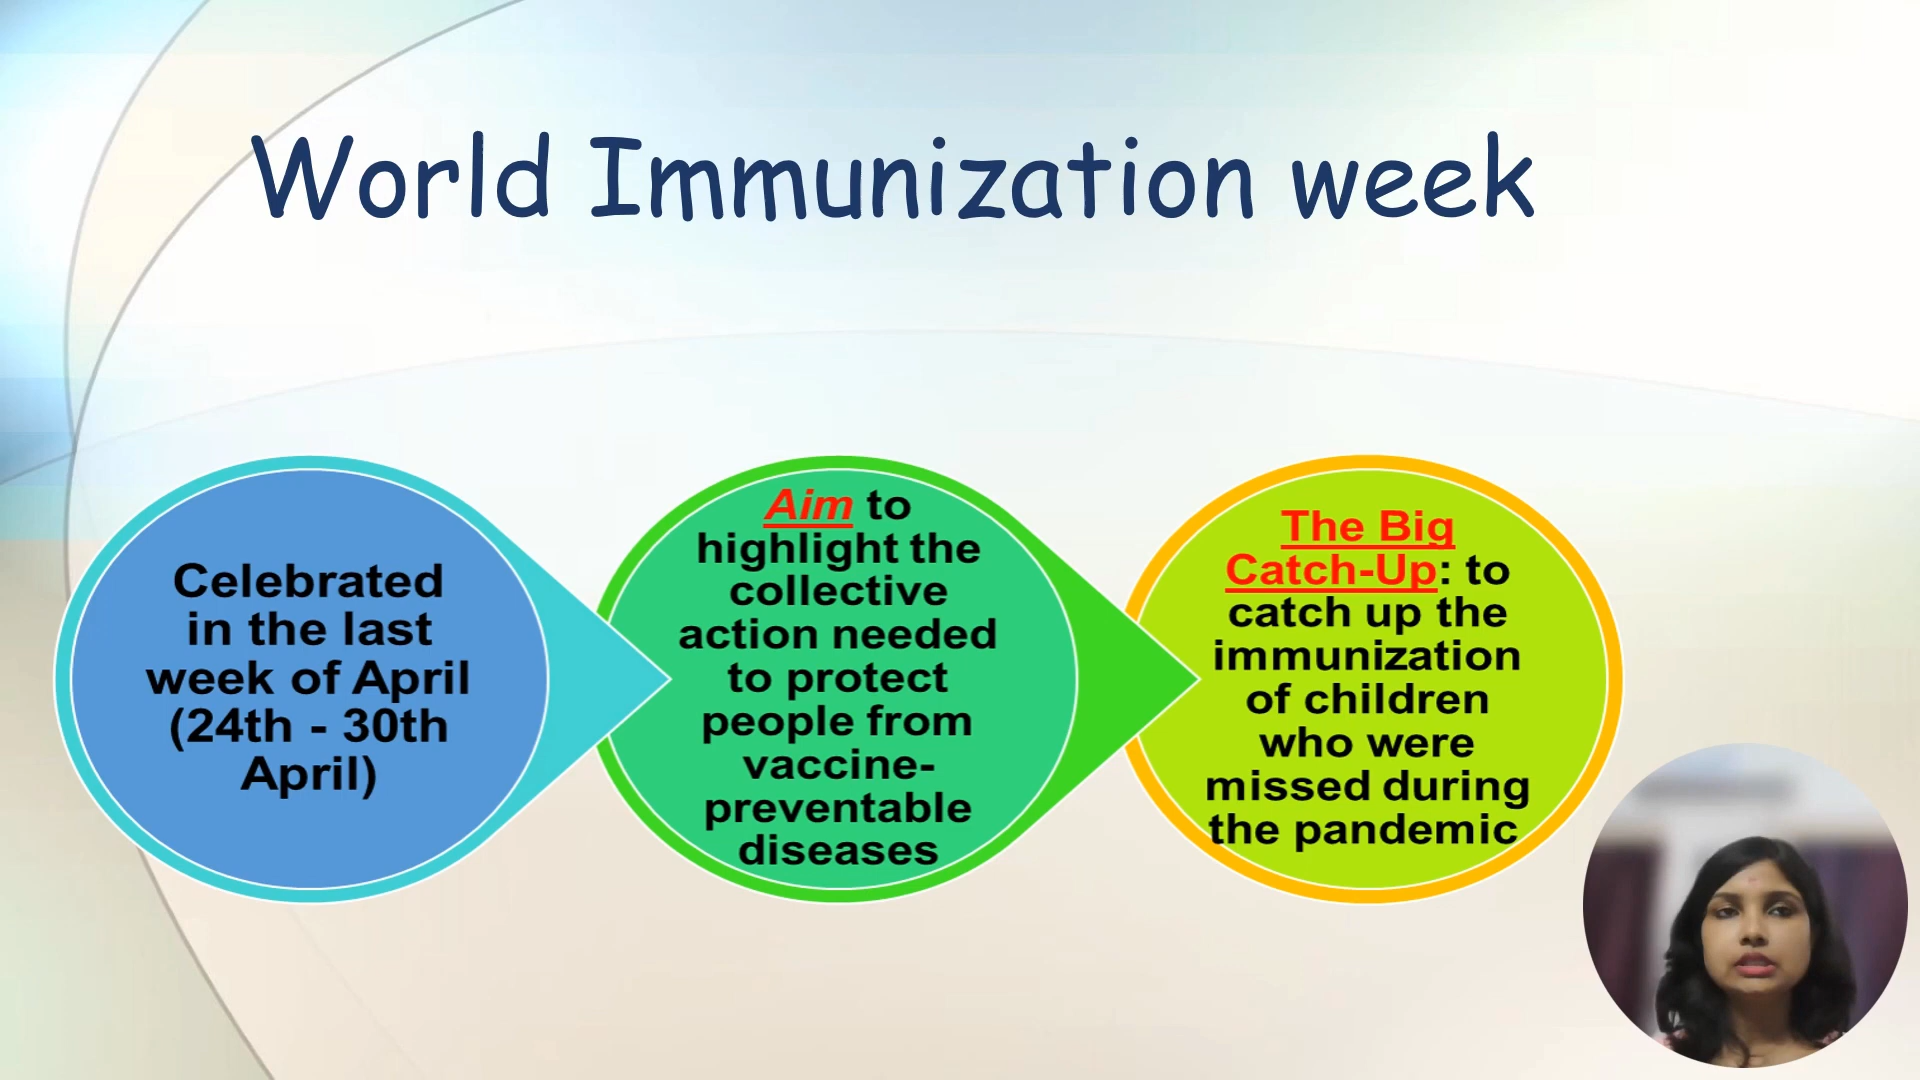 World Immunization week
Celebrated
in the last
week of April
(24th - 30th
April)
Aim to
highlight the
collective
action needed
to protect
people from
vaccine-
preventable
diseases
The Big
Catch-Up: to
catch up the
immunization
of children
who were
missed during
the pandemic